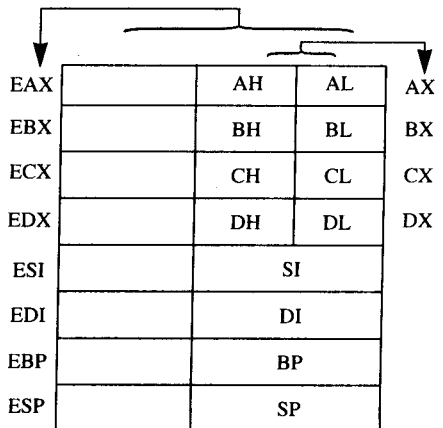 EAX AH AL AX
EBX BH BL BX
ECX CH CL CX
EDX DH DL DX
ESI SI
EDI DI
EBP BP
ESP SP